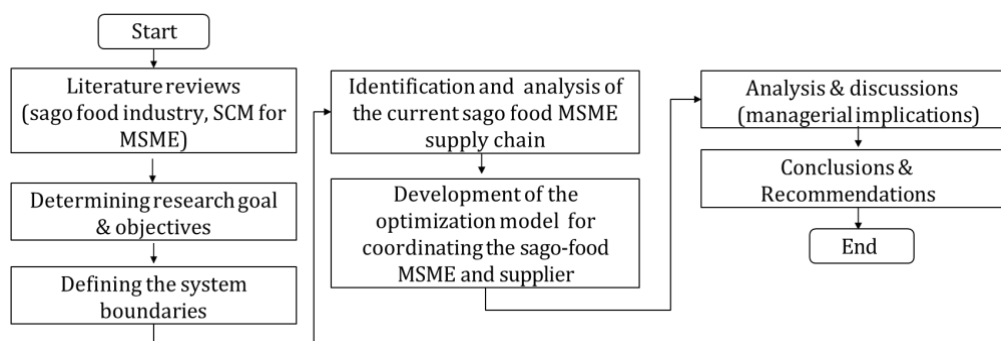 Start
Literature reviews
(sago food industry, SCM for
MSME)
Determining research goal
& objectives
Defining the system
boundaries
Identification and analysis of
the current sago food MSME
supply chain
Development of the
optimization model for
coordinating the sago-food
MSME and supplier
Analysis & discussions
(managerial implications)
Conclusions &
Recommendations
End